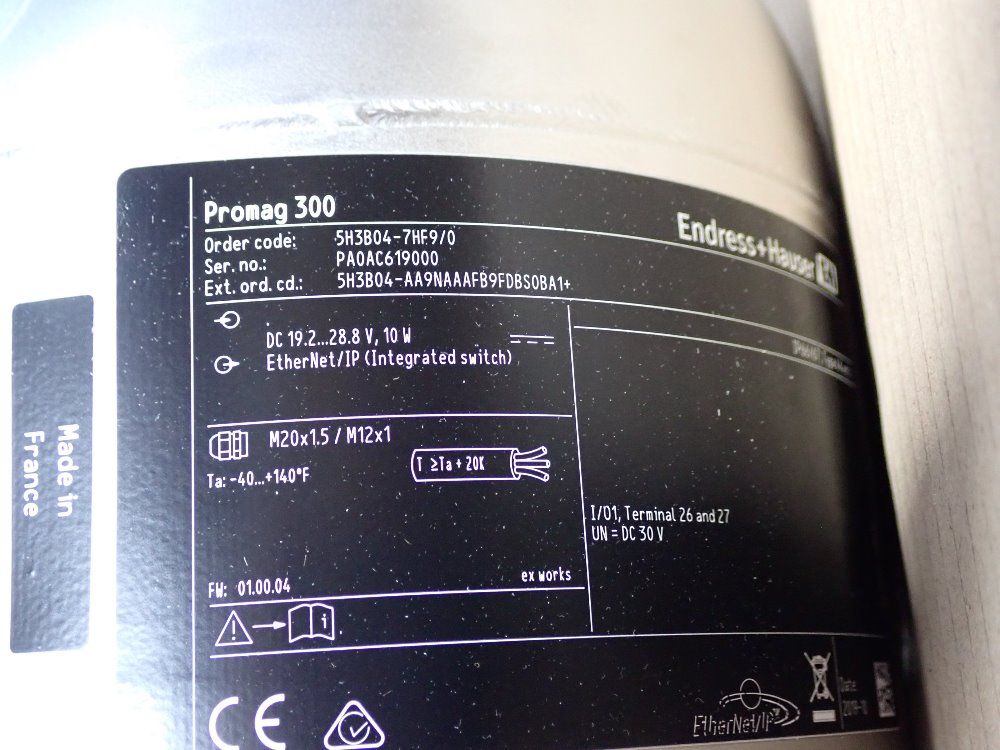 Promag 300
Endress+Hauser
Order code: 5H3B04-7HF9/0
Ser. no.: PA0AC619000
Ext. ord. cd.: 5H3B04-AA9NAAAFB9FDBS0BA1+
DC 19.2...28.8 V, 10 W
EtherNet/IP (Integrated switch)
M20x1.5 / M12x1
T ≥Ta + 20K
Ta: -40...+140°F
I/O1, Terminal 26 and 27
UN = DC 30 V
FW: 01.00.04
ex works
i
CE
EtherNet/IP
Date:
Made in
France